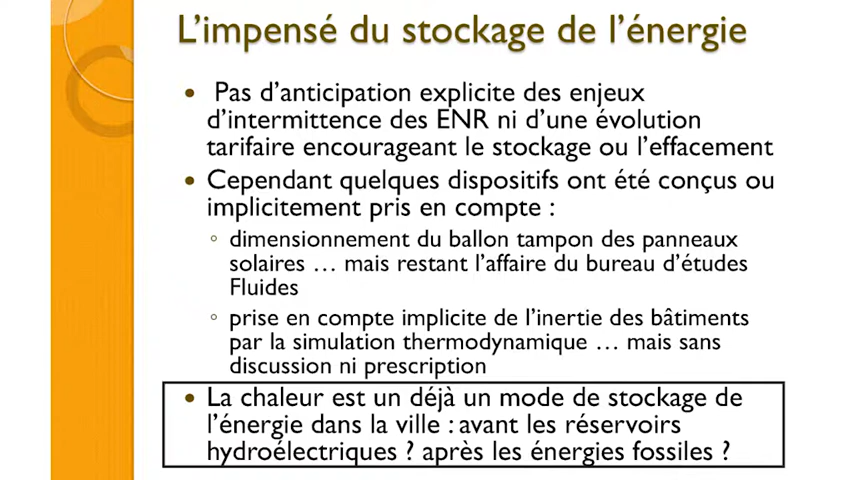 L’impensé du stockage de l’énergie
• Pas d’anticipation explicite des enjeux
d’intermittence des ENR ni d’une évolution
tarifaire encourageant le stockage ou l’effacement
• Cependant quelques dispositifs ont été conçus ou
implicitement pris en compte :
◦ dimensionnement du ballon tampon des panneaux
solaires … mais restant l’affaire du bureau d’études
Fluides
◦ prise en compte implicite de l’inertie des bâtiments
par la simulation thermodynamique … mais sans
discussion ni prescription
• La chaleur est un déjà un mode de stockage de
l’énergie dans la ville : avant les réservoirs
hydroélectriques ? après les énergies fossiles ?